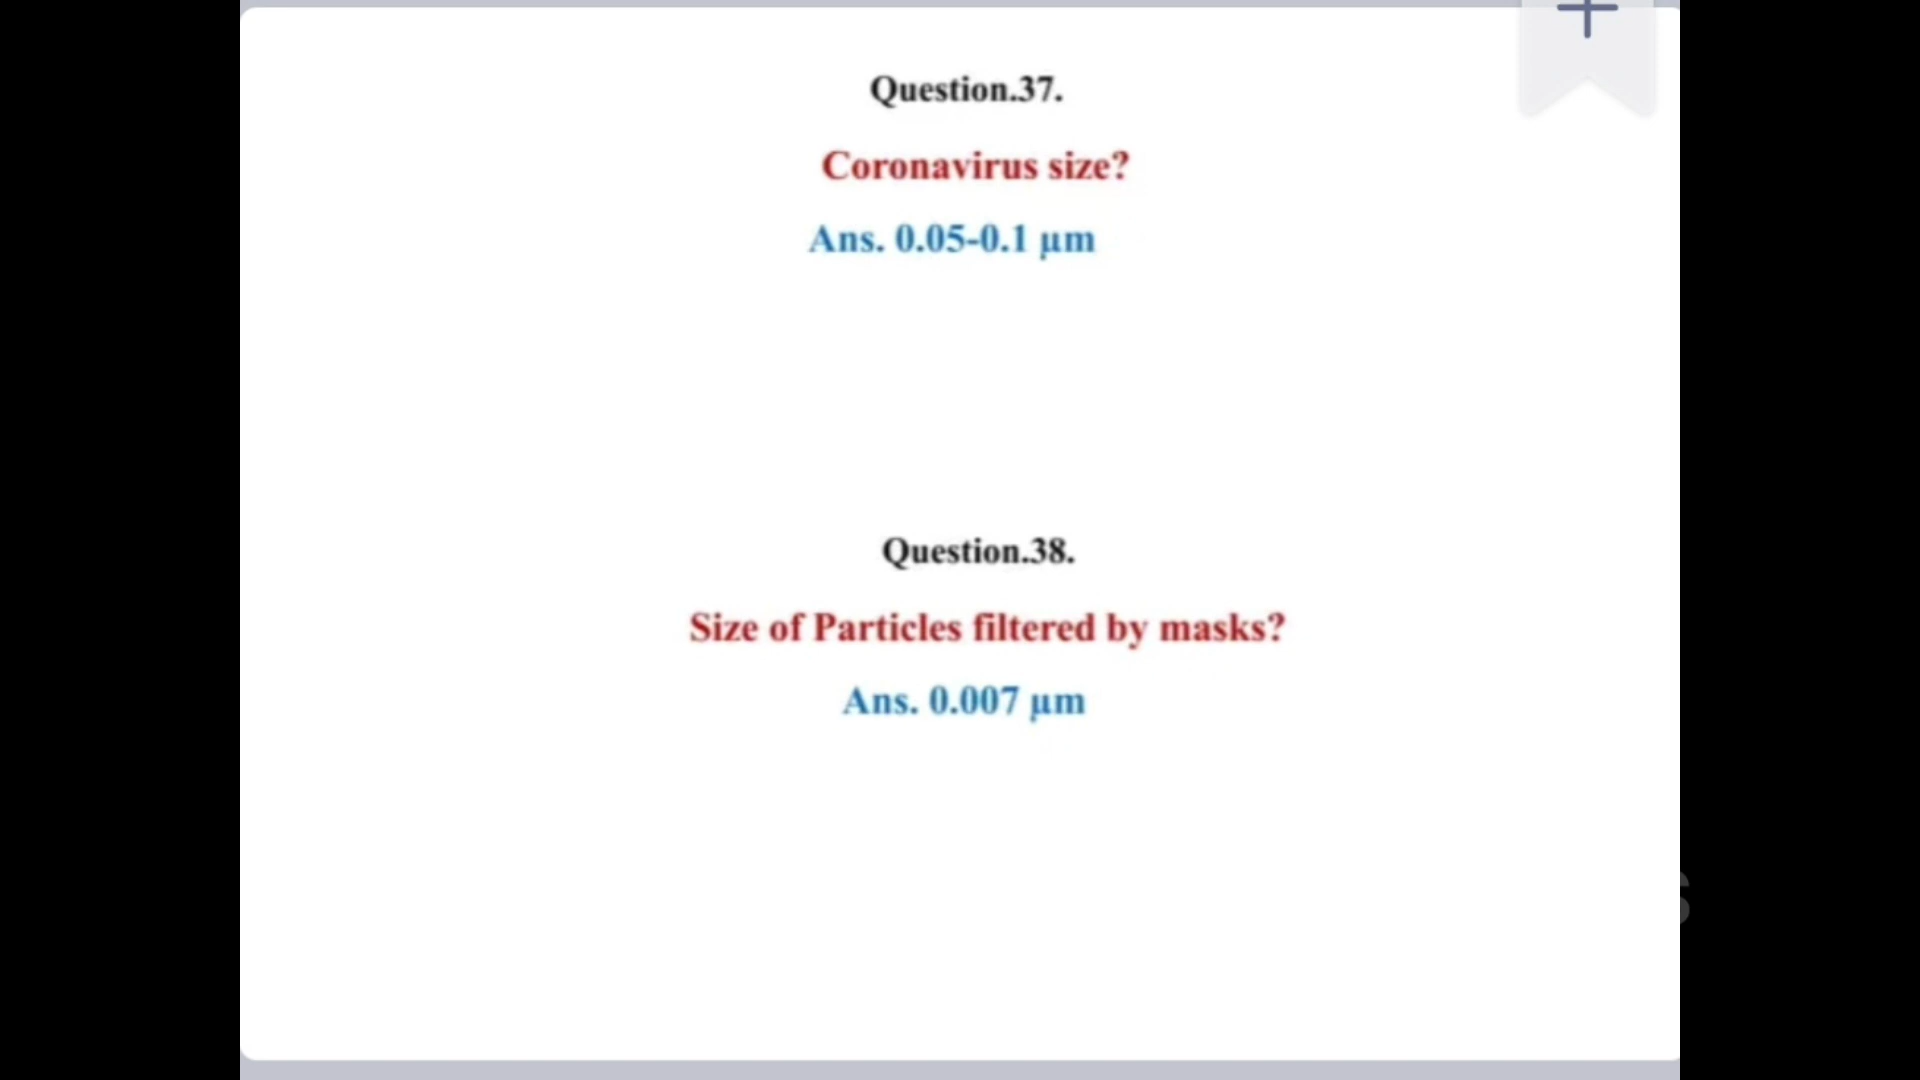 Question.37.
Coronavirus size?
Ans. 0.05-0.1 µm
Question.38.
Size of Particles filtered by masks?
Ans. 0.007 µm